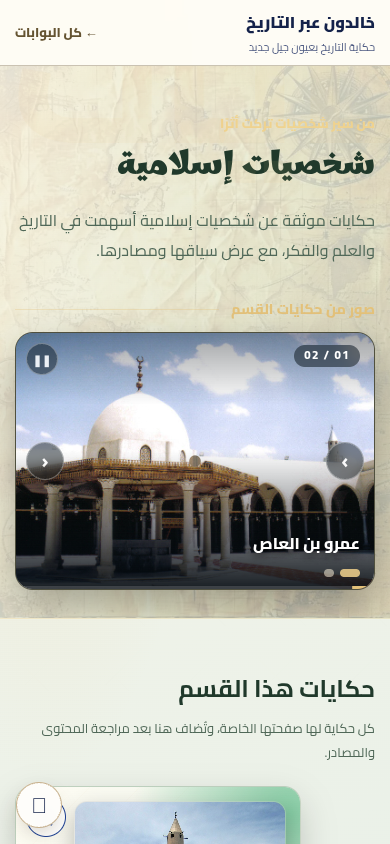 خالدون عبر التاريخ
حكاية التاريخ بعيون جيل جديد
← كل البوابات
شخصيات إسلامية
حكايات موثقة عن شخصيات إسلامية أسهمت في التاريخ
والعلم والفكر، مع عرض سياقها ومصادرها.
صور من حكايات القسم
01 / 02
عمرو بن العاص
حكايات هذا القسم
كل حكاية لها صفحتها الخاصة، وتُضاف هنا بعد مراجعة المحتوى
والمصادر.